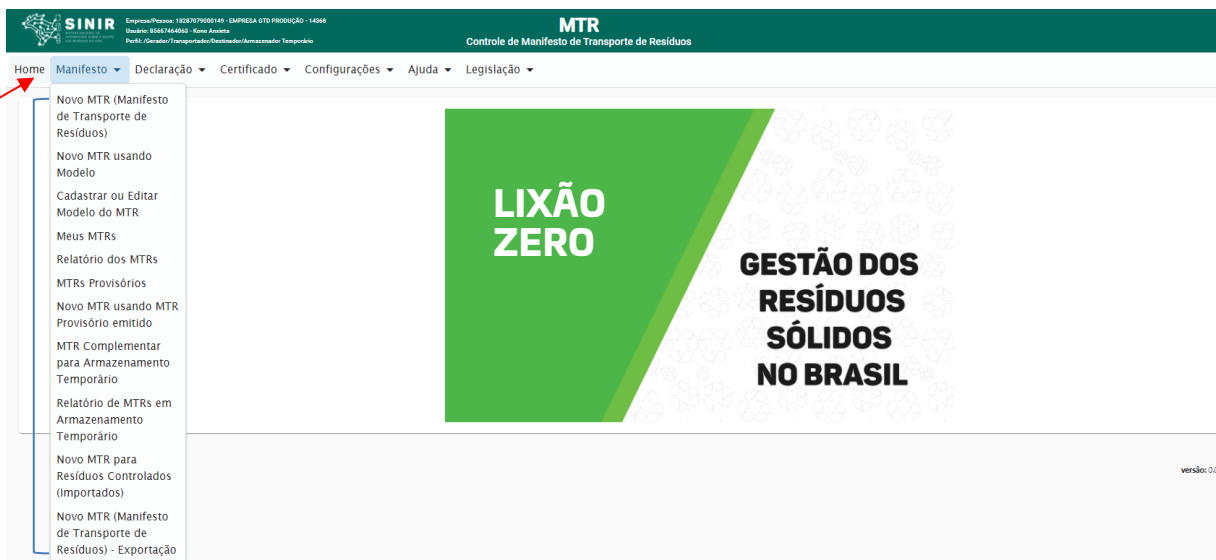 SINIR
Empresa/Pessoa: 18287079000149 - EMPRESA GTD PRODUÇÃO - 14368
Usuário: 85667464063 - Kono Anxieta
Perfil: /Gerador/Transportador/Destinador/Armazenador Temporário
MTR
Controle de Manifesto de Transporte de Resíduos
Home Manifesto Declaração Certificado Configurações Ajuda Legislação
Novo MTR (Manifesto
de Transporte de
Resíduos)
Novo MTR usando
Modelo
Cadastrar ou Editar
Modelo do MTR
Meus MTRs
Relatório dos MTRs
MTRs Provisórios
Novo MTR usando MTR
Provisório emitido
MTR Complementar
para Armazenamento
Temporário
Relatório de MTRs em
Armazenamento
Temporário
Novo MTR para
Resíduos Controlados
(Importados)
Novo MTR (Manifesto
de Transporte de
Resíduos) - Exportação
LIXÃO
ZERO
GESTÃO DOS
RESÍDUOS
SÓLIDOS
NO BRASIL
versão: